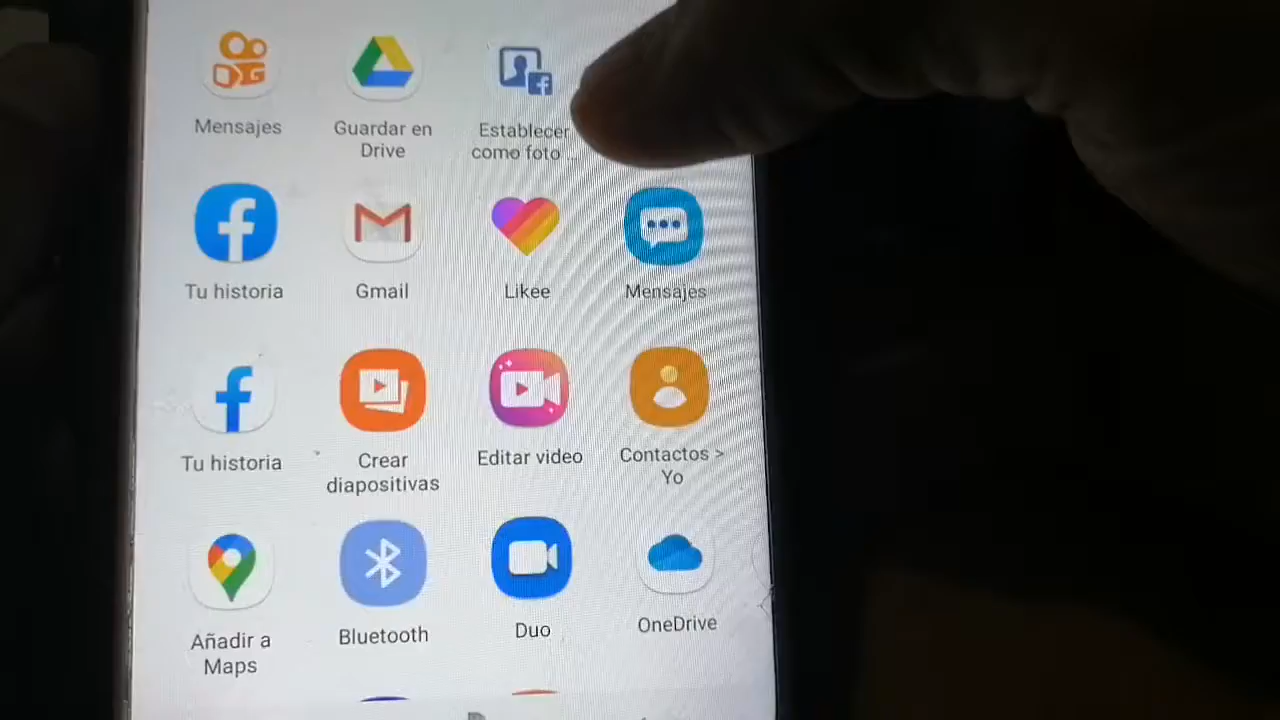 Mensajes
Guardar en
Drive
Establecer
como foto ...
Tu historia
Gmail
Likee
Mensajes
Tu historia
Crear
diapositivas
Editar video
Contactos >
Yo
Añadir a
Maps
Bluetooth
Duo
OneDrive